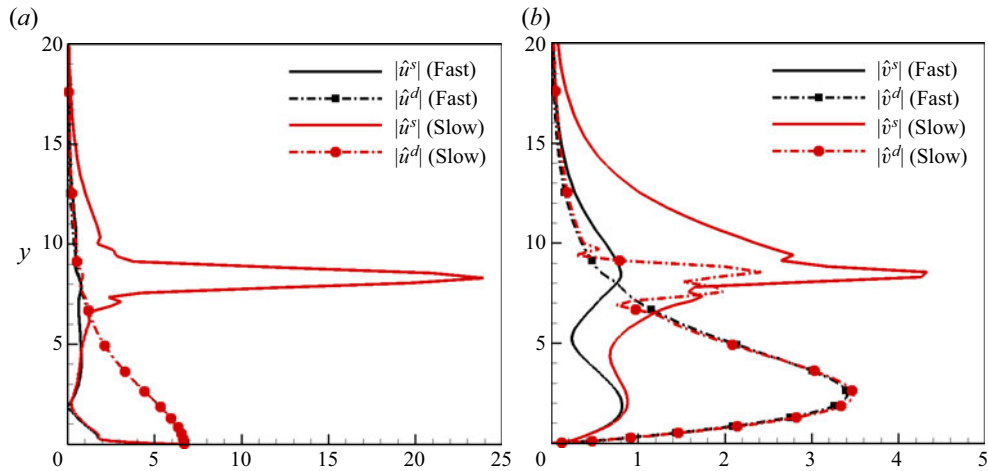 (a)
(b)
20
15
10
5
y
0
5
10
15
20
25
|û^s| (Fast)
|û^d| (Fast)
|û^s| (Slow)
|û^d| (Slow)
20
15
10
5
0
1
2
3
4
5
|v̂^s| (Fast)
|v̂^d| (Fast)
|v̂^s| (Slow)
|v̂^d| (Slow)